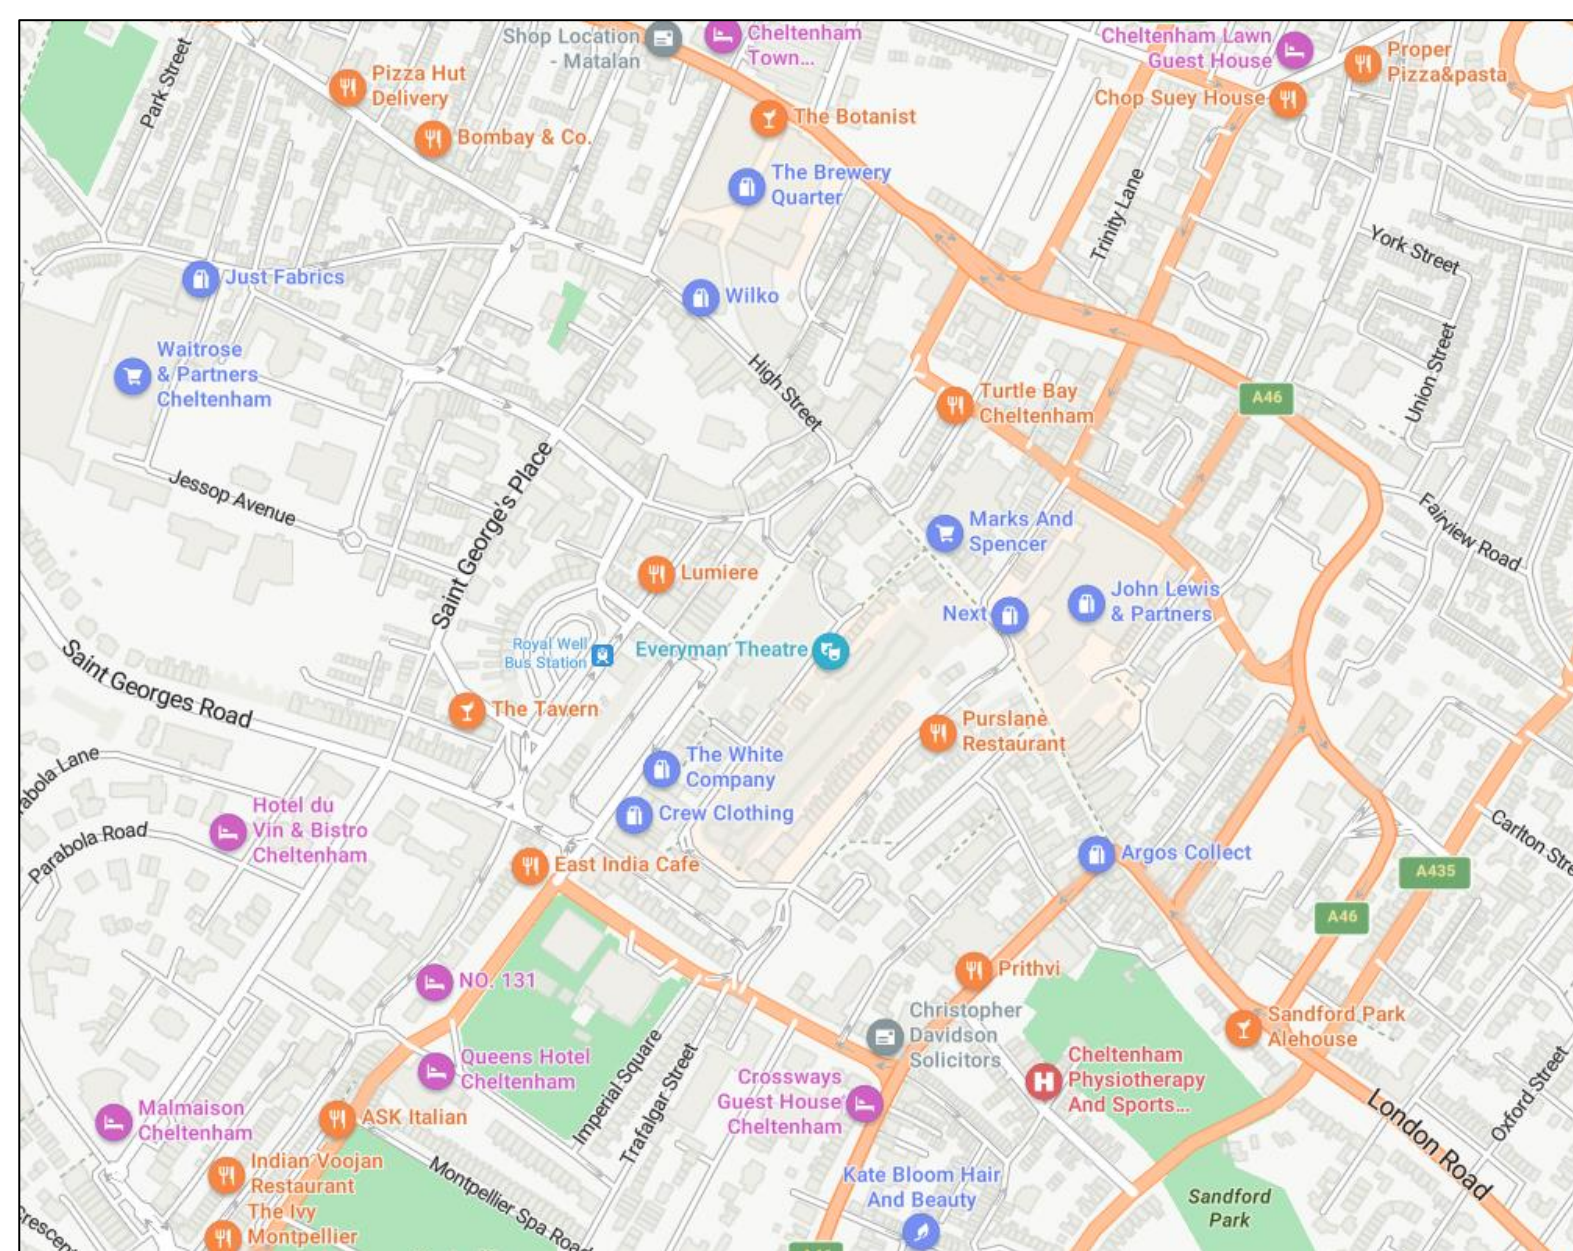 Shop Location
- Matalan
Cheltenham
Town...
Cheltenham Lawn
Guest House
Proper
Pizza&pasta
Park Street
Pizza Hut
Delivery
Chop Suey House
The Botanist
Bombay & Co.
The Brewery
Quarter
Trinity Lane
York Street
Just Fabrics
Wilko
Waitrose
& Partners
Cheltenham
High Street
Union Street
Turtle Bay
Cheltenham
A46
Jessop Avenue
Saint George's Place
Marks And
Spencer
Fairview Road
Lumiere
John Lewis
& Partners
Next
Royal Well
Bus Station
Everyman Theatre
Saint Georges Road
The Tavern
Purslane
Restaurant
The White
Company
Crew Clothing
rabola Lane
Hotel du
Vin & Bistro
Cheltenham
Parabola Road
Carlton Stre
Argos Collect
East India Cafe
A435
A46
NO. 131
Prithvi
Christopher
Davidson
Solicitors
Sandford Park
Alehouse
Queens Hotel
Cheltenham
Imperial Square
Trafalgar Street
Cheltenham
Physiotherapy
And Sports...
Crossways
Guest House
Cheltenham
Oxford Street
Malmaison
Cheltenham
ASK Italian
London Road
Indian Voojan
Restaurant
The Ivy
Montpellier
Montpellier Spa Road
Kate Bloom Hair
And Beauty
Sandford
Park
Crescen